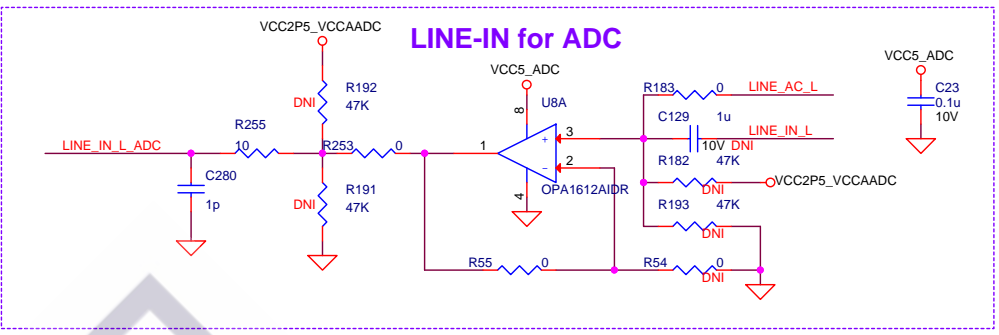 LINE-IN for ADC
VCC2P5_VCCAADC
VCC5_ADC
VCC5_ADC
R192
DNI
47K
R183
0
LINE_AC_L
C23
0.1u
10V
U8A
8
C129
1u
10V
DNI
LINE_IN_L
R255
10
LINE_IN_L_ADC
R253
0
1
+
3
-
2
R182
47K
DNI
VCC2P5_VCCAADC
C280
1p
R191
DNI
47K
4
OPA1612AIDR
R193
47K
DNI
R55
0
R54
0
DNI